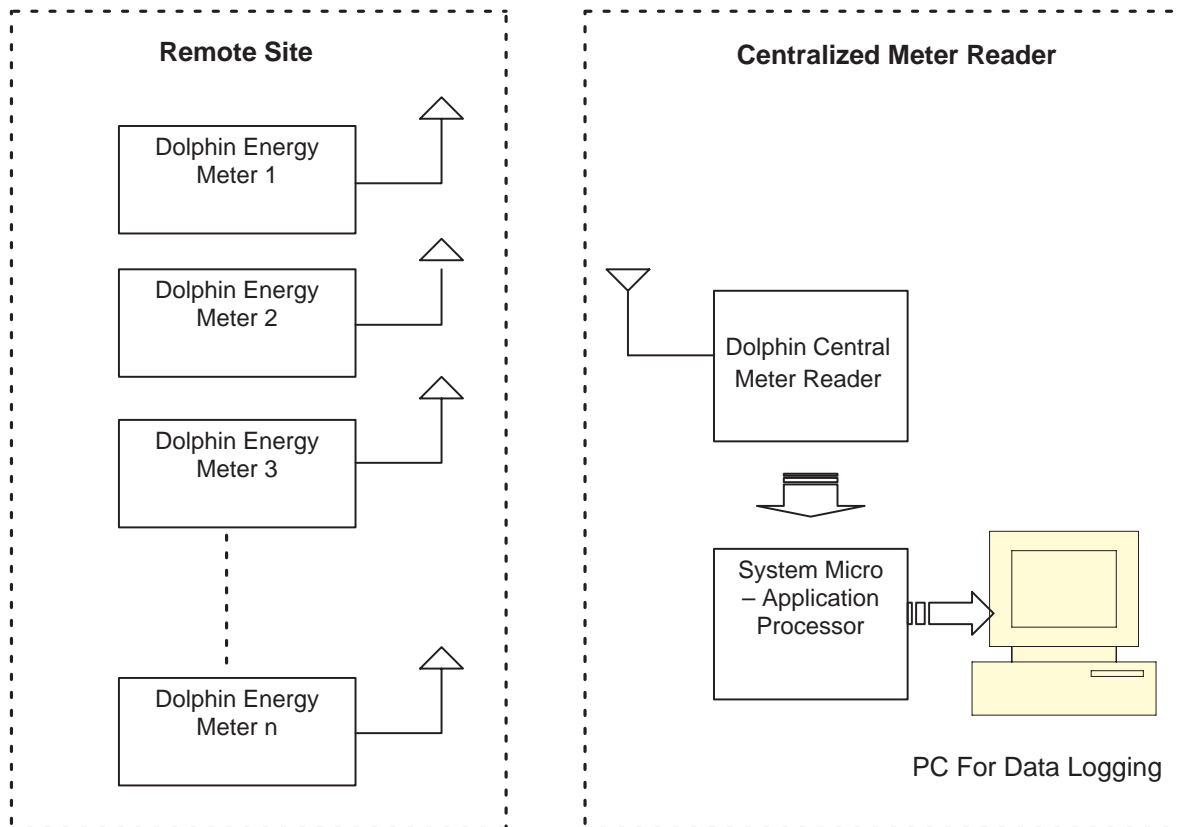 Remote Site
Dolphin Energy
Meter 1
Dolphin Energy
Meter 2
Dolphin Energy
Meter 3
Dolphin Energy
Meter n
Centralized Meter Reader
Dolphin Central
Meter Reader
System Micro
– Application
Processor
PC For Data Logging